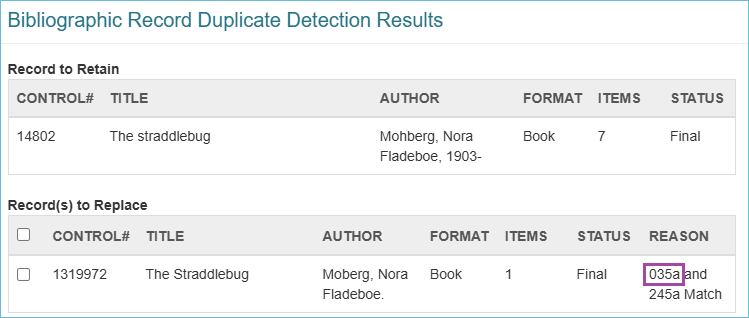 Bibliographic Record Duplicate Detection Results
Record to Retain
CONTROL# TITLE AUTHOR FORMAT ITEMS STATUS
14802 The straddlebug Mohberg, Nora Book 7 Final
Fladeboe, 1903-
Record(s) to Replace
CONTROL# TITLE AUTHOR FORMAT ITEMS STATUS REASON
1319972 The Straddlebug Moberg, Nora Book 1 Final 035a and
Fladeboe. 245a Match